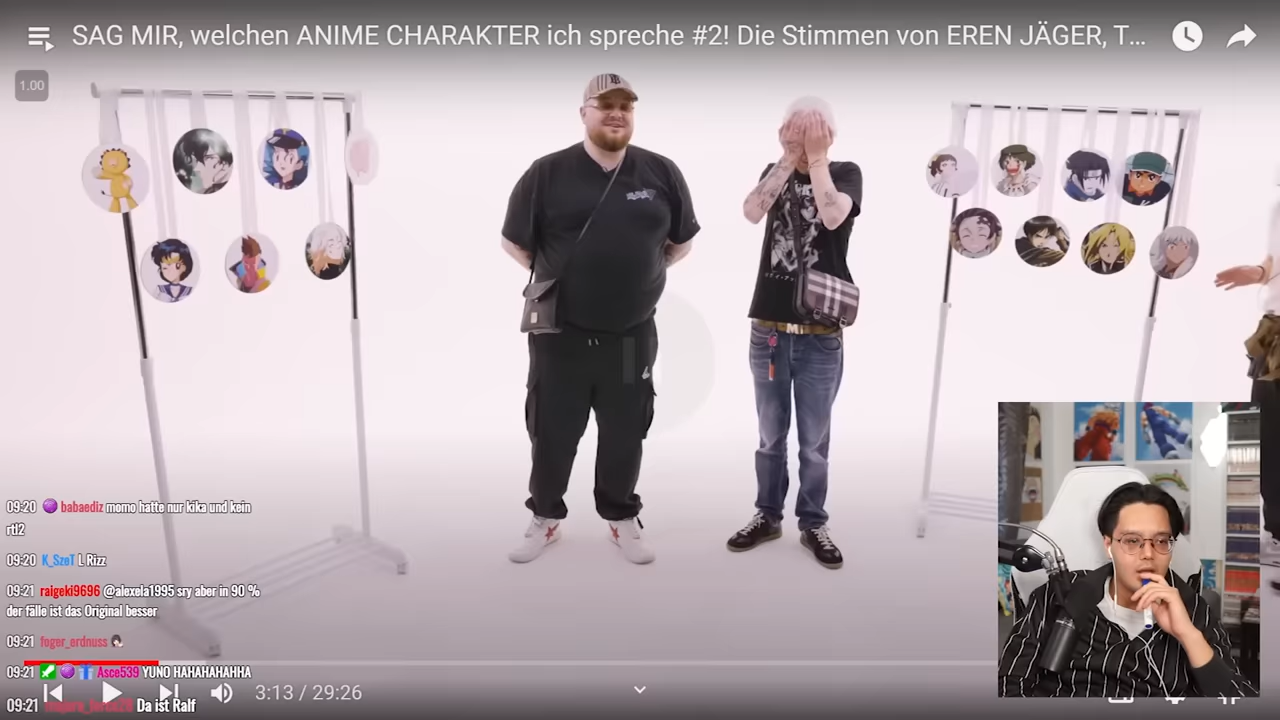 SAG MIR, welchen ANIME CHARAKTER ich spreche #2! Die Stimmen von EREN JÄGER, T...
1.00
09:20 babaediz momo hatte nur kika und kein
rtl2
09:20 K_SzeT L Rizz
09:21 raigeki9696 @alexela1995 sry aber in 90 %
der fälle ist das Original besser
09:21 foger_erdnuss
09:21 Asce539 YUNO HAHAHAHAHHA
3:13 / 29:26
09:21 Da ist Ralf